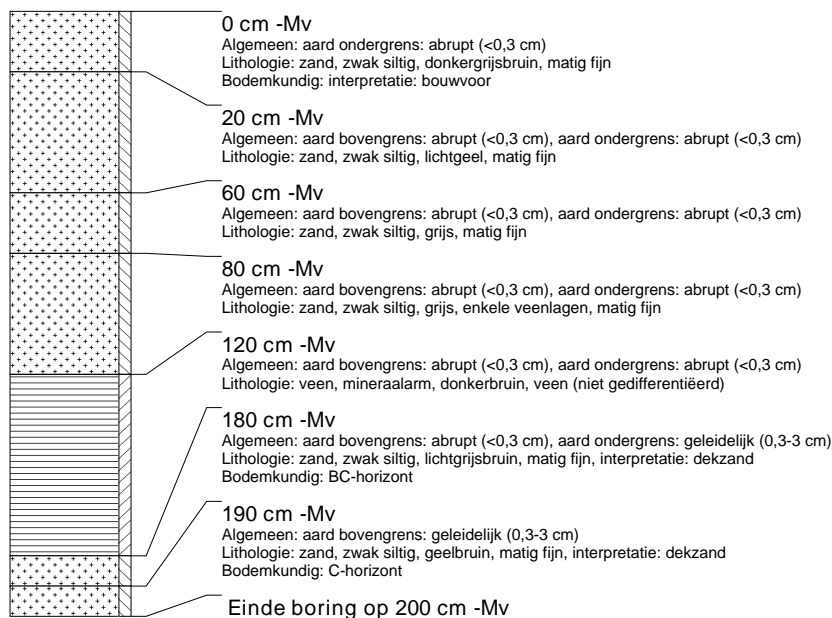 0 cm -Mv
Algemeen: aard ondergrens: abrupt (<0,3 cm)
Lithologie: zand, zwak siltig, donkergrijsbruin, matig fijn
Bodemkundig: interpretatie: bouwvoor
20 cm -Mv
Algemeen: aard bovengrens: abrupt (<0,3 cm), aard ondergrens: abrupt (<0,3 cm)
Lithologie: zand, zwak siltig, lichtgeel, matig fijn
60 cm -Mv
Algemeen: aard bovengrens: abrupt (<0,3 cm), aard ondergrens: abrupt (<0,3 cm)
Lithologie: zand, zwak siltig, grijs, matig fijn
80 cm -Mv
Algemeen: aard bovengrens: abrupt (<0,3 cm), aard ondergrens: abrupt (<0,3 cm)
Lithologie: zand, zwak siltig, grijs, enkele veenlagen, matig fijn
120 cm -Mv
Algemeen: aard bovengrens: abrupt (<0,3 cm), aard ondergrens: abrupt (<0,3 cm)
Lithologie: veen, mineraalarm, donkerbruin, veen (niet gedifferentiëerd)
180 cm -Mv
Algemeen: aard bovengrens: abrupt (<0,3 cm), aard ondergrens: geleidelijk (0,3-3 cm)
Lithologie: zand, zwak siltig, lichtgrijsbruin, matig fijn, interpretatie: dekzand
Bodemkundig: BC-horizont
190 cm -Mv
Algemeen: aard bovengrens: geleidelijk (0,3-3 cm)
Lithologie: zand, zwak siltig, geelbruin, matig fijn, interpretatie: dekzand
Bodemkundig: C-horizont
Einde boring op 200 cm -Mv